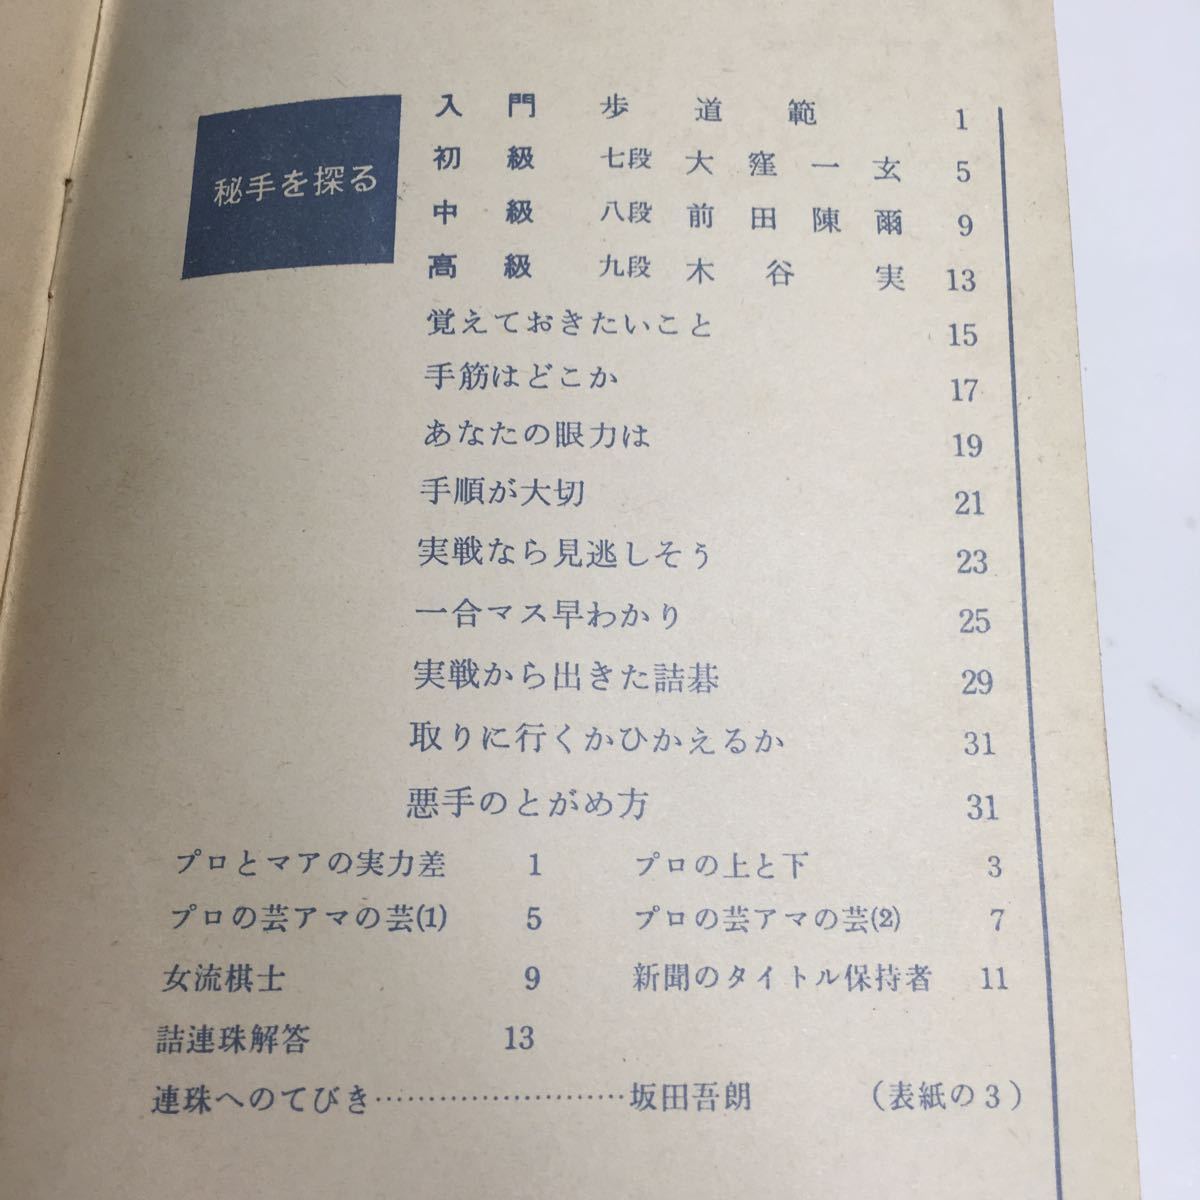 秘手を探る
入門 歩道範 1
初級 七段 大窪一玄 5
中級 八段 前田陳爾 9
高級 九段 木谷実 13
覚えておきたいこと 15
手筋はどこか 17
あなたの眼力は 19
手順が大切 21
実戦なら見逃しそう 23
一合マス早わかり 25
実戦から出きた詰碁 29
取りに行くかひかえるか 31
悪手のとがめ方 31
プロとマアの実力差 1 プロの上と下 3
プロの芸アマの芸(1) 5 プロの芸アマの芸(2) 7
女流棋士 9 新聞のタイトル保持者 11
詰連珠解答 13
連珠へのてびき……………………坂田吾朗 (表紙の3)